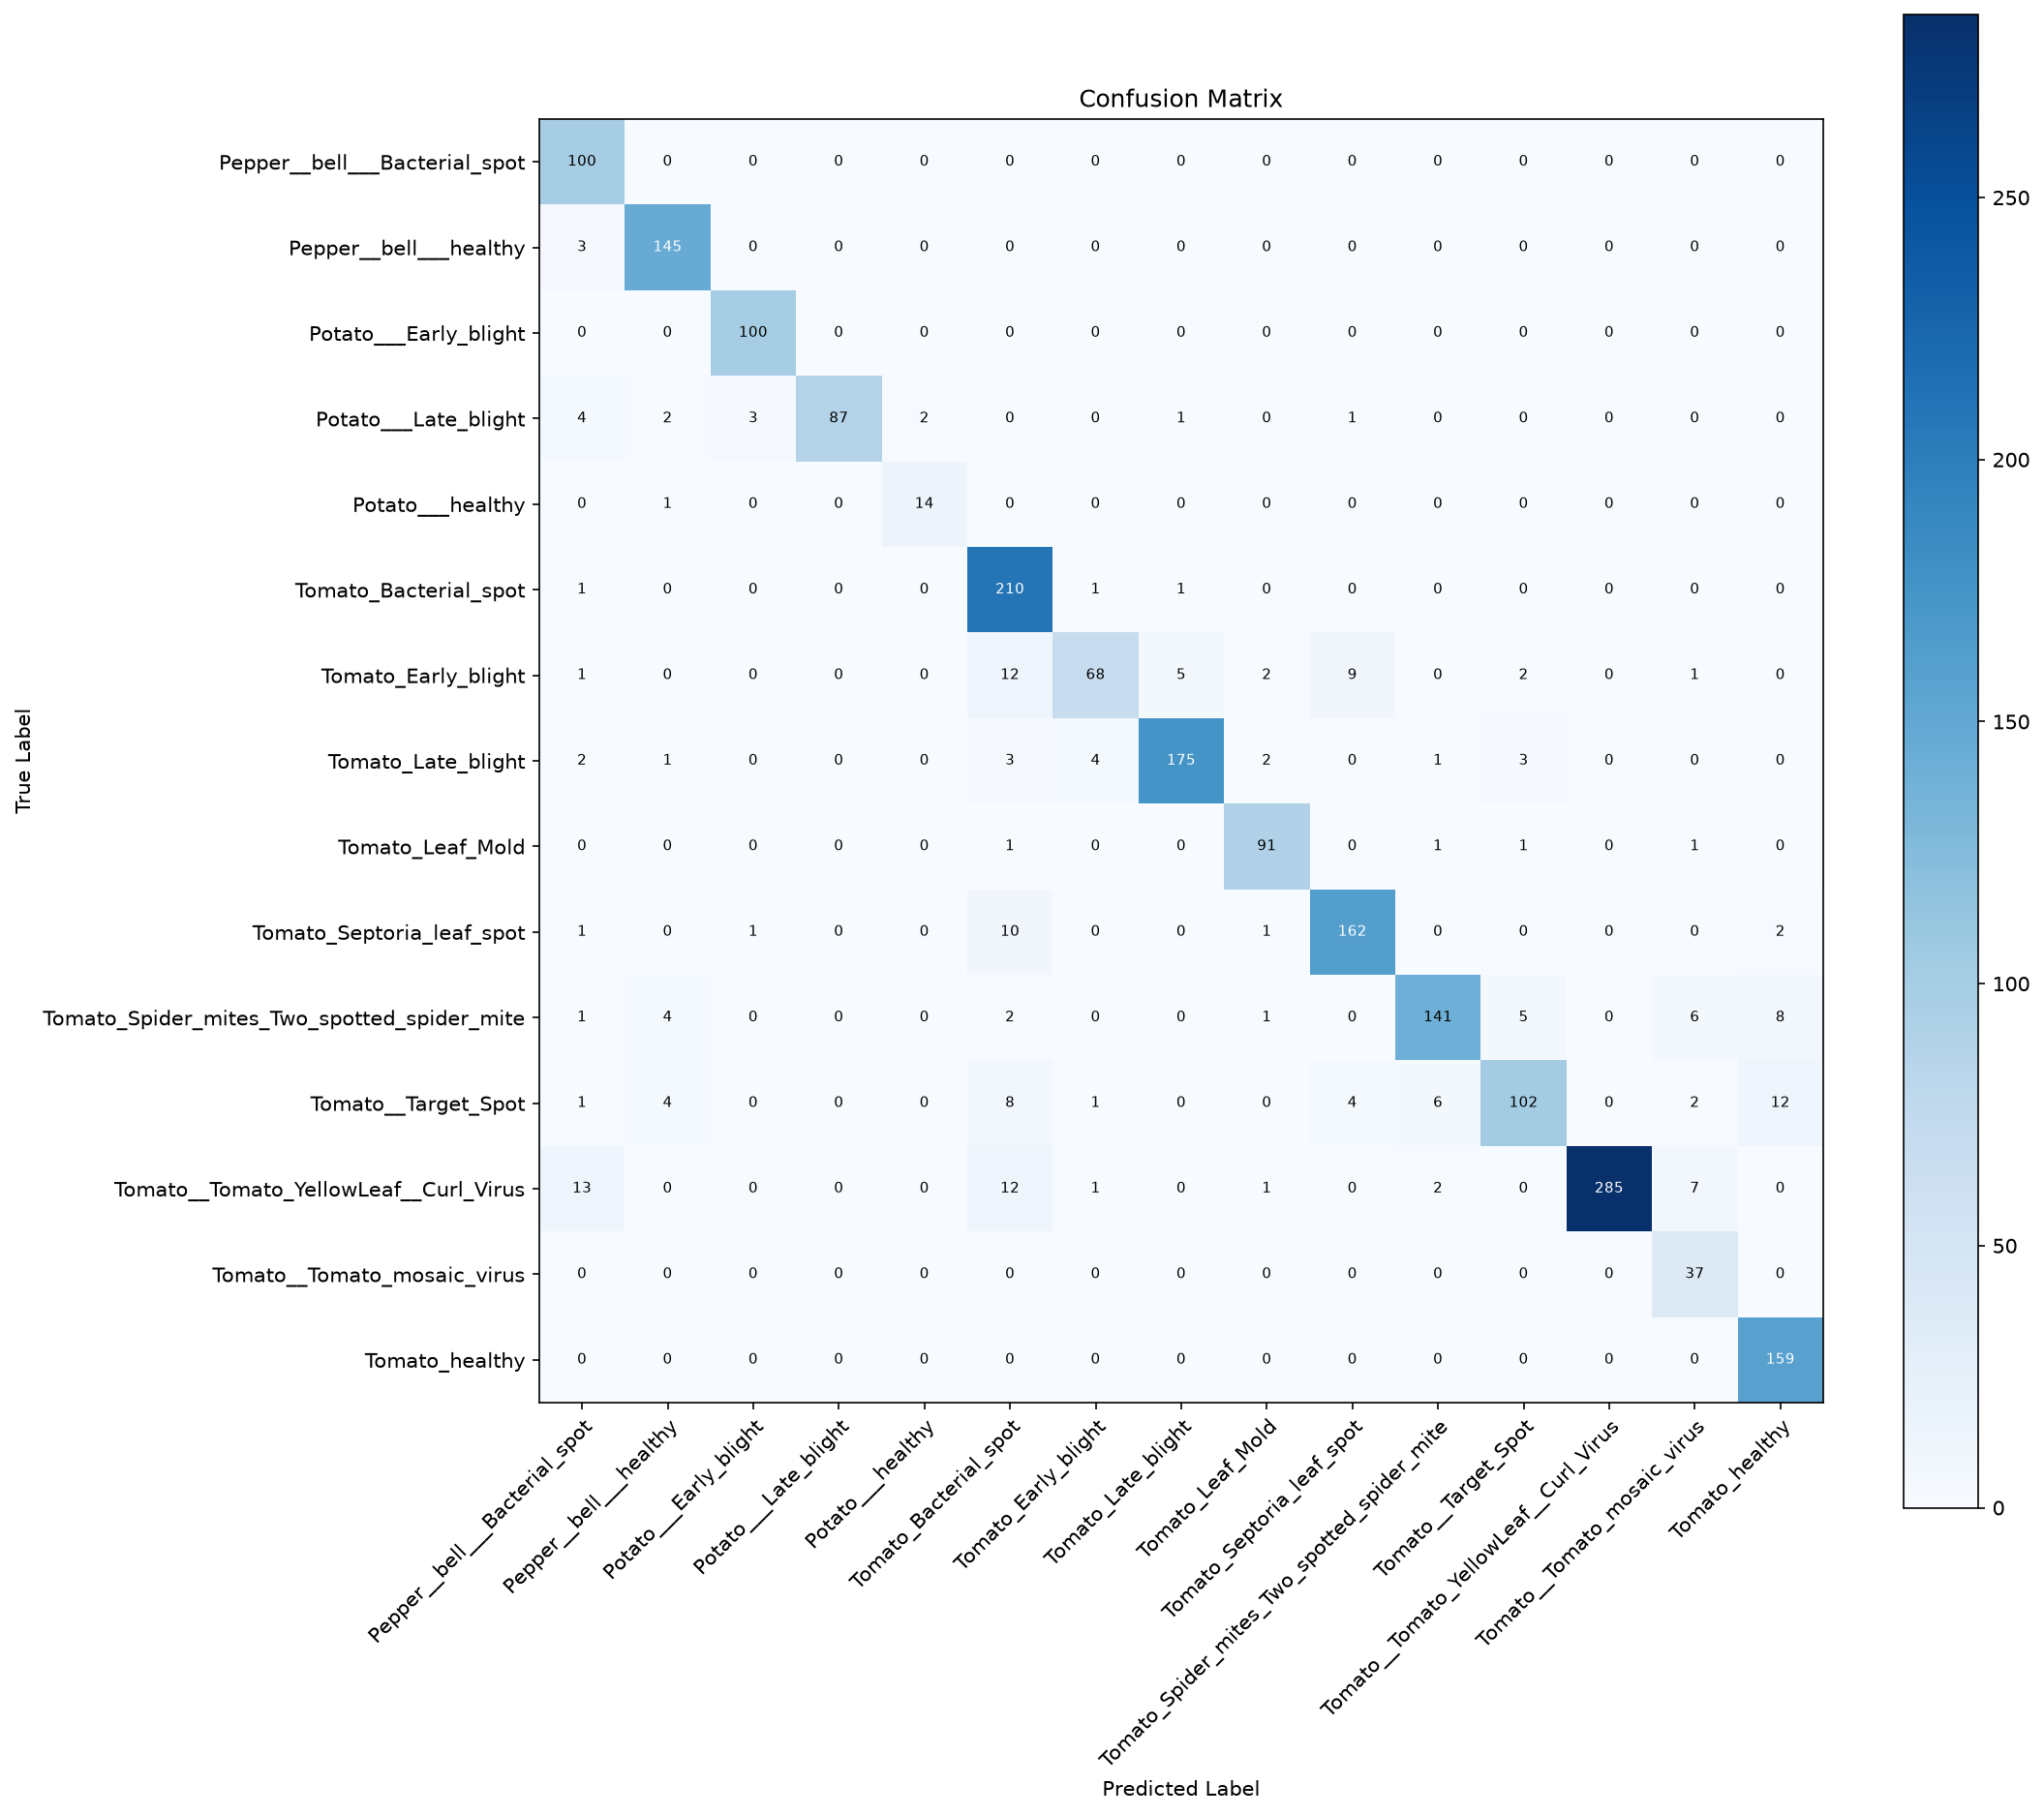 Confusion Matrix
Pepper__bell___Bacterial_spot 100 0 0 0 0 0 0 0 0 0 0 0 0 0 0
Pepper__bell___healthy 3 145 0 0 0 0 0 0 0 0 0 0 0 0 0
Potato___Early_blight 0 0 100 0 0 0 0 0 0 0 0 0 0 0 0
Potato___Late_blight 4 2 3 87 2 0 0 1 0 1 0 0 0 0 0
Potato___healthy 0 1 0 0 14 0 0 0 0 0 0 0 0 0 0
Tomato_Bacterial_spot 1 0 0 0 0 210 1 1 0 0 0 0 0 0 0
Tomato_Early_blight 1 0 0 0 0 12 68 5 2 9 0 2 0 1 0
Tomato_Late_blight 2 1 0 0 0 3 4 175 2 0 1 3 0 0 0
Tomato_Leaf_Mold 0 0 0 0 0 1 0 0 91 0 1 1 0 1 0
Tomato_Septoria_leaf_spot 1 0 1 0 0 10 0 0 1 162 0 0 0 0 2
Tomato_Spider_mites_Two_spotted_spider_mite 1 4 0 0 0 2 0 0 1 0 141 5 0 6 8
Tomato__Target_Spot 1 4 0 0 0 8 1 0 0 4 6 102 0 2 12
Tomato__Tomato_YellowLeaf__Curl_Virus 13 0 0 0 0 12 1 0 1 0 2 0 285 7 0
Tomato__Tomato_mosaic_virus 0 0 0 0 0 0 0 0 0 0 0 0 0 37 0
Tomato_healthy 0 0 0 0 0 0 0 0 0 0 0 0 0 0 159
True Label
Pepper__bell___Bacterial_spot
Pepper__bell___healthy
Potato___Early_blight
Potato___Late_blight
Potato___healthy
Tomato_Bacterial_spot
Tomato_Early_blight
Tomato_Late_blight
Tomato_Leaf_Mold
Tomato_Septoria_leaf_spot
Tomato_Spider_mites_Two_spotted_spider_mite
Tomato__Target_Spot
Tomato__Tomato_YellowLeaf__Curl_Virus
Tomato__Tomato_mosaic_virus
Tomato_healthy
Predicted Label
250
200
150
100
50
0